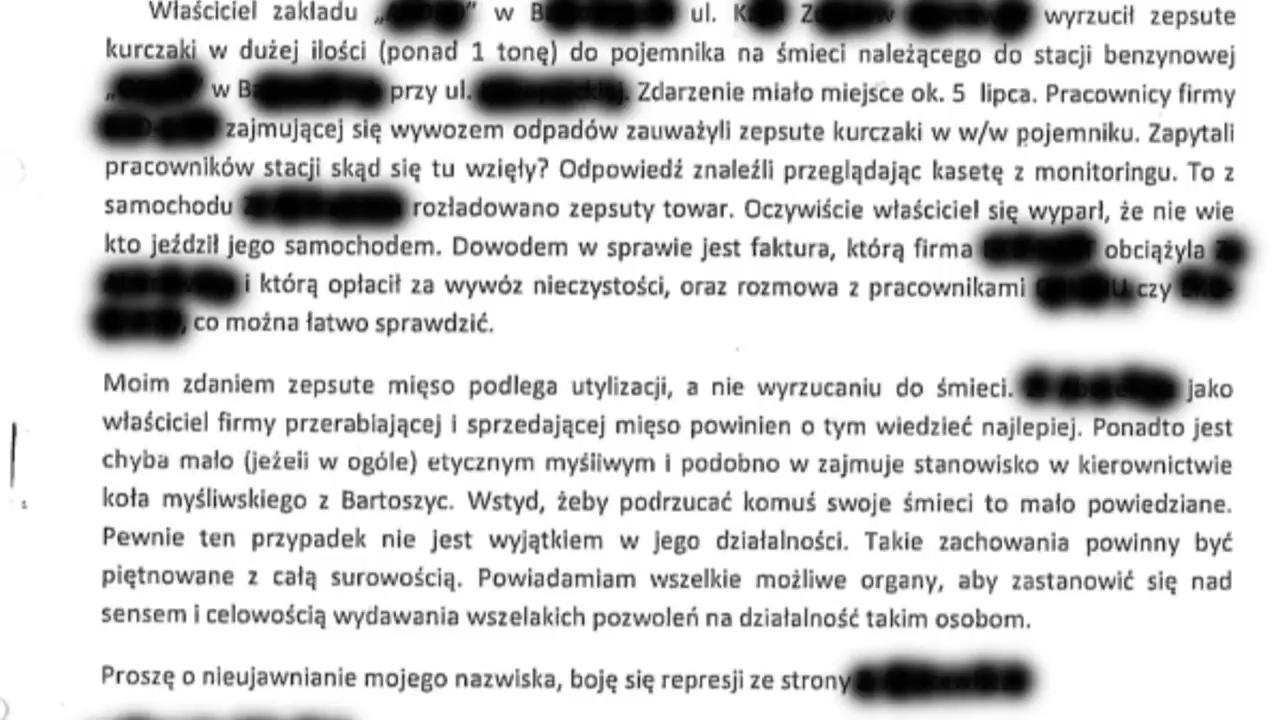 Właściciel zakładu „ ” w B ul. K Z wyrzucił zepsute
kurczaki w dużej ilości (ponad 1 tonę) do pojemnika na śmieci należącego do stacji benzynowej
„ ” w B przy ul. . Zdarzenie miało miejsce ok. 5 lipca. Pracownicy firmy
zajmującej się wywozem odpadów zauważyli zepsute kurczaki w w/w pojemniku. Zapytali
pracowników stacji skąd się tu wzięły? Odpowiedź znaleźli przeglądając kasetę z monitoringu. To z
samochodu rozładowano zepsuty towar. Oczywiście właściciel się wyparł, że nie wie
kto jeździł jego samochodem. Dowodem w sprawie jest faktura, którą firma obciążyła
i którą opłacił za wywóz nieczystości, oraz rozmowa z pracownikami czy
, co można łatwo sprawdzić.
Moim zdaniem zepsute mięso podlega utylizacji, a nie wyrzucaniu do śmieci. jako
właściciel firmy przerabiającej i sprzedającej mięso powinien o tym wiedzieć najlepiej. Ponadto jest
chyba mało (jeżeli w ogóle) etycznym myśliwym i podobno w zajmuje stanowisko w kierownictwie
koła myśliwskiego z Bartoszyc. Wstyd, żeby podrzucać komuś swoje śmieci to mało powiedziane.
Pewnie ten przypadek nie jest wyjątkiem w jego działalności. Takie zachowania powinny być
piętnowane z całą surowością. Powiadamiam wszelkie możliwe organy, aby zastanowić się nad
sensem i celowością wydawania wszelakich pozwoleń na działalność takim osobom.
Proszę o nieujawnianie mojego nazwiska, boję się represji ze strony